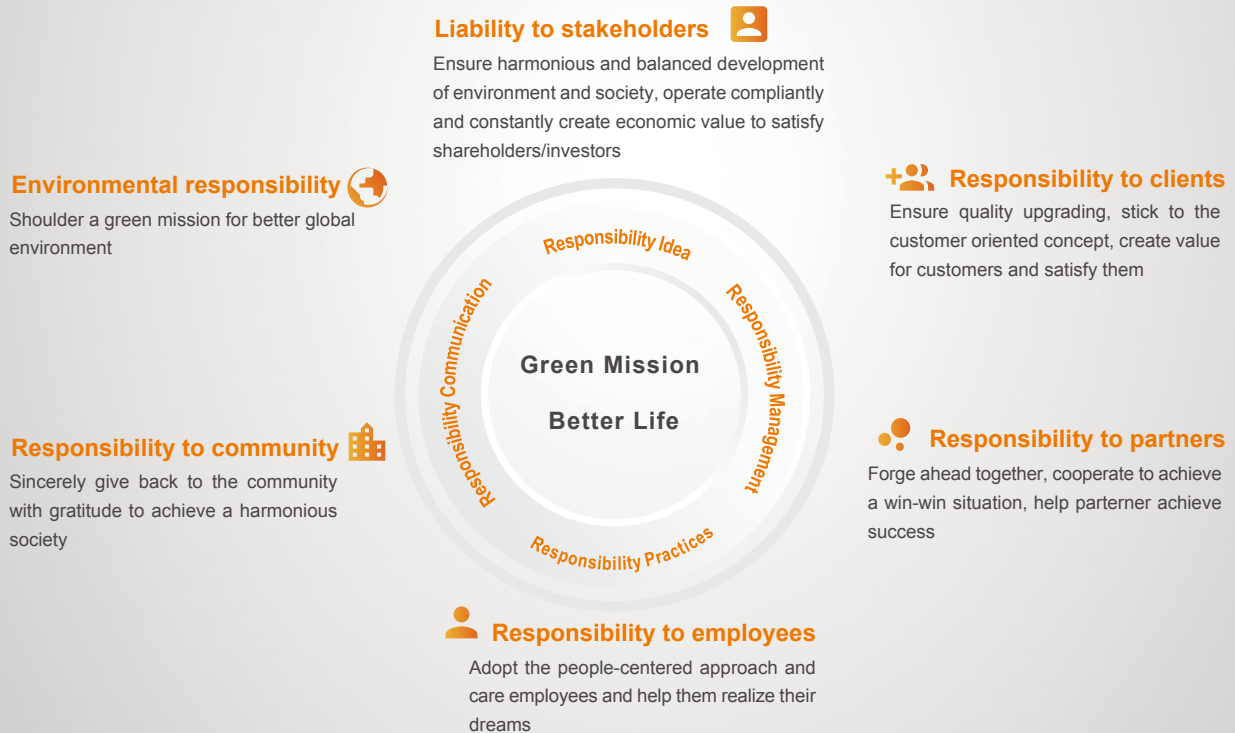 Liability to stakeholders
Ensure harmonious and balanced development
of environment and society, operate compliantly
and constantly create economic value to satisfy
shareholders/investors
Environmental responsibility
Shoulder a green mission for better global
environment
Responsibility to clients
Ensure quality upgrading, stick to the
customer oriented concept, create value
for customers and satisfy them
Responsibility Idea
Responsibility Management
Responsibility Practices
Responsibility Communication
Green Mission
Better Life
Responsibility to community
Sincerely give back to the community
with gratitude to achieve a harmonious
society
Responsibility to partners
Forge ahead together, cooperate to achieve
a win-win situation, help parterner achieve
success
Responsibility to employees
Adopt the people-centered approach and
care employees and help them realize their
dreams